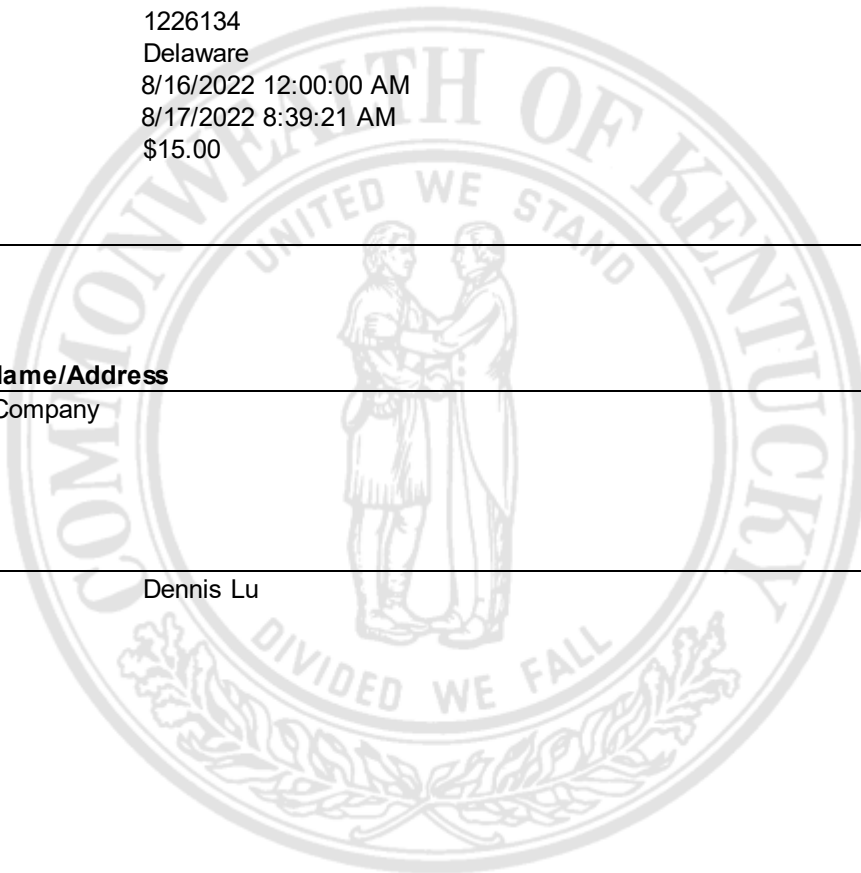 1226134
Delaware
8/16/2022 12:00:00 AM
8/17/2022 8:39:21 AM
$15.00
COMMONWEALTH OF KENTUCKY
UNITED WE STAND
ame/Address
Company
Dennis Lu
DIVIDED WE FALL